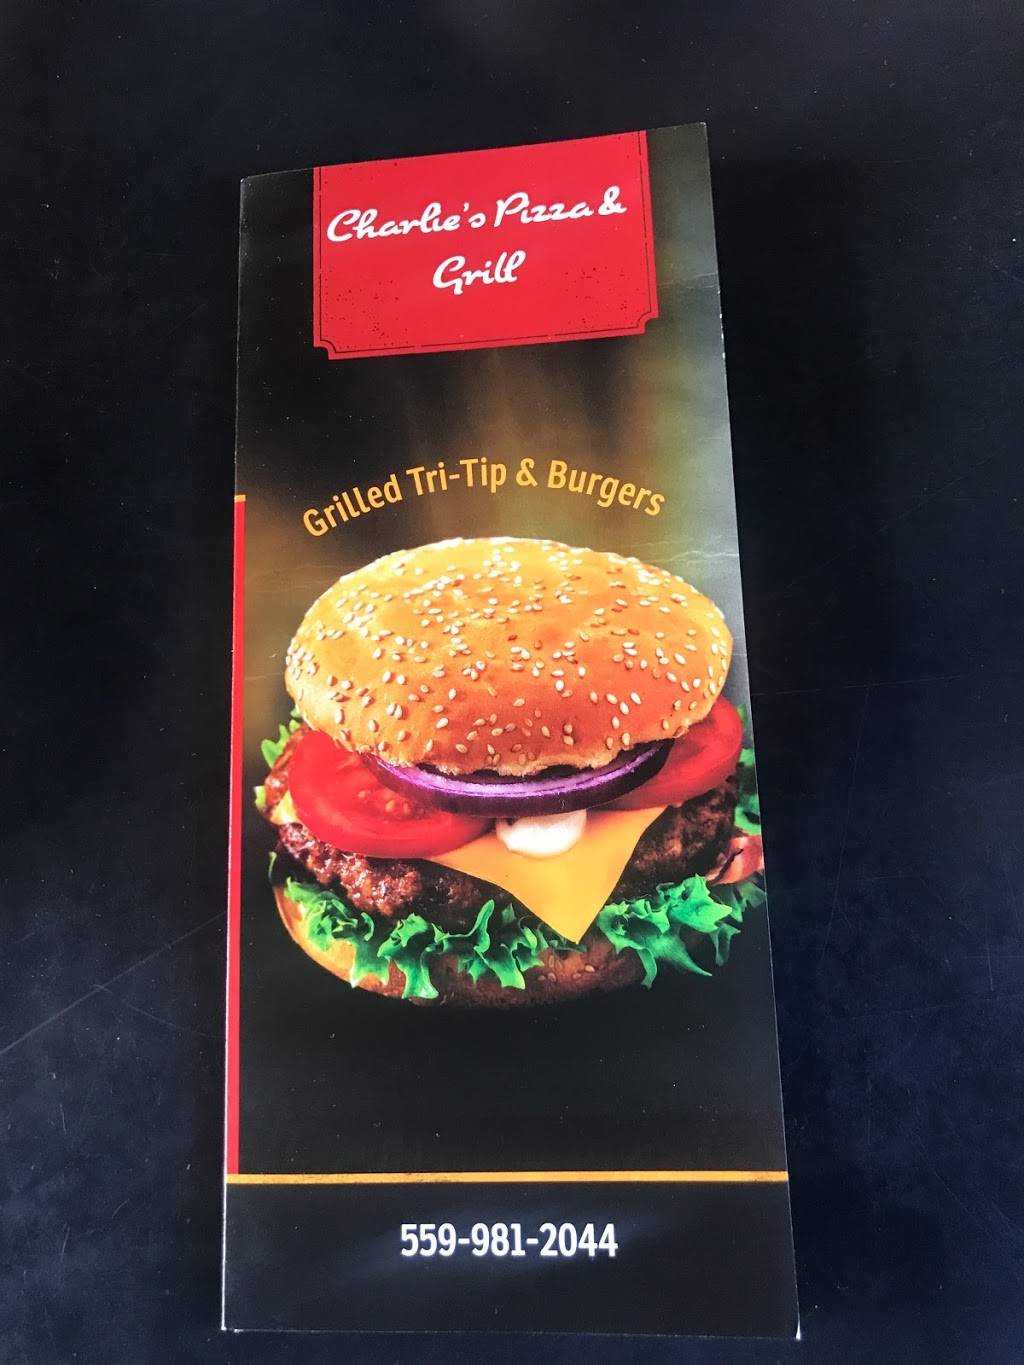 Charlie's Pizza &
Grill
Grilled Tri-Tip & Burgers
559-981-2044